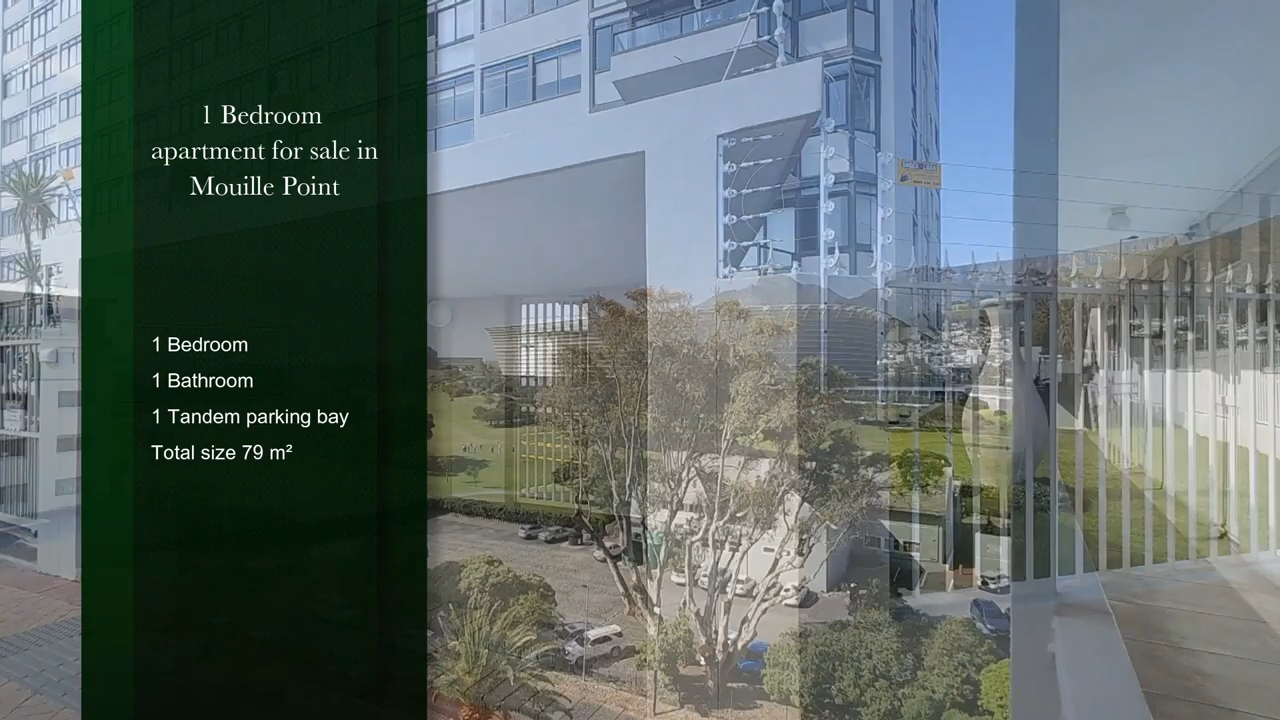 1 Bedroom
apartment for sale in
Mouille Point
1 Bedroom
1 Bathroom
1 Tandem parking bay
Total size 79 m²